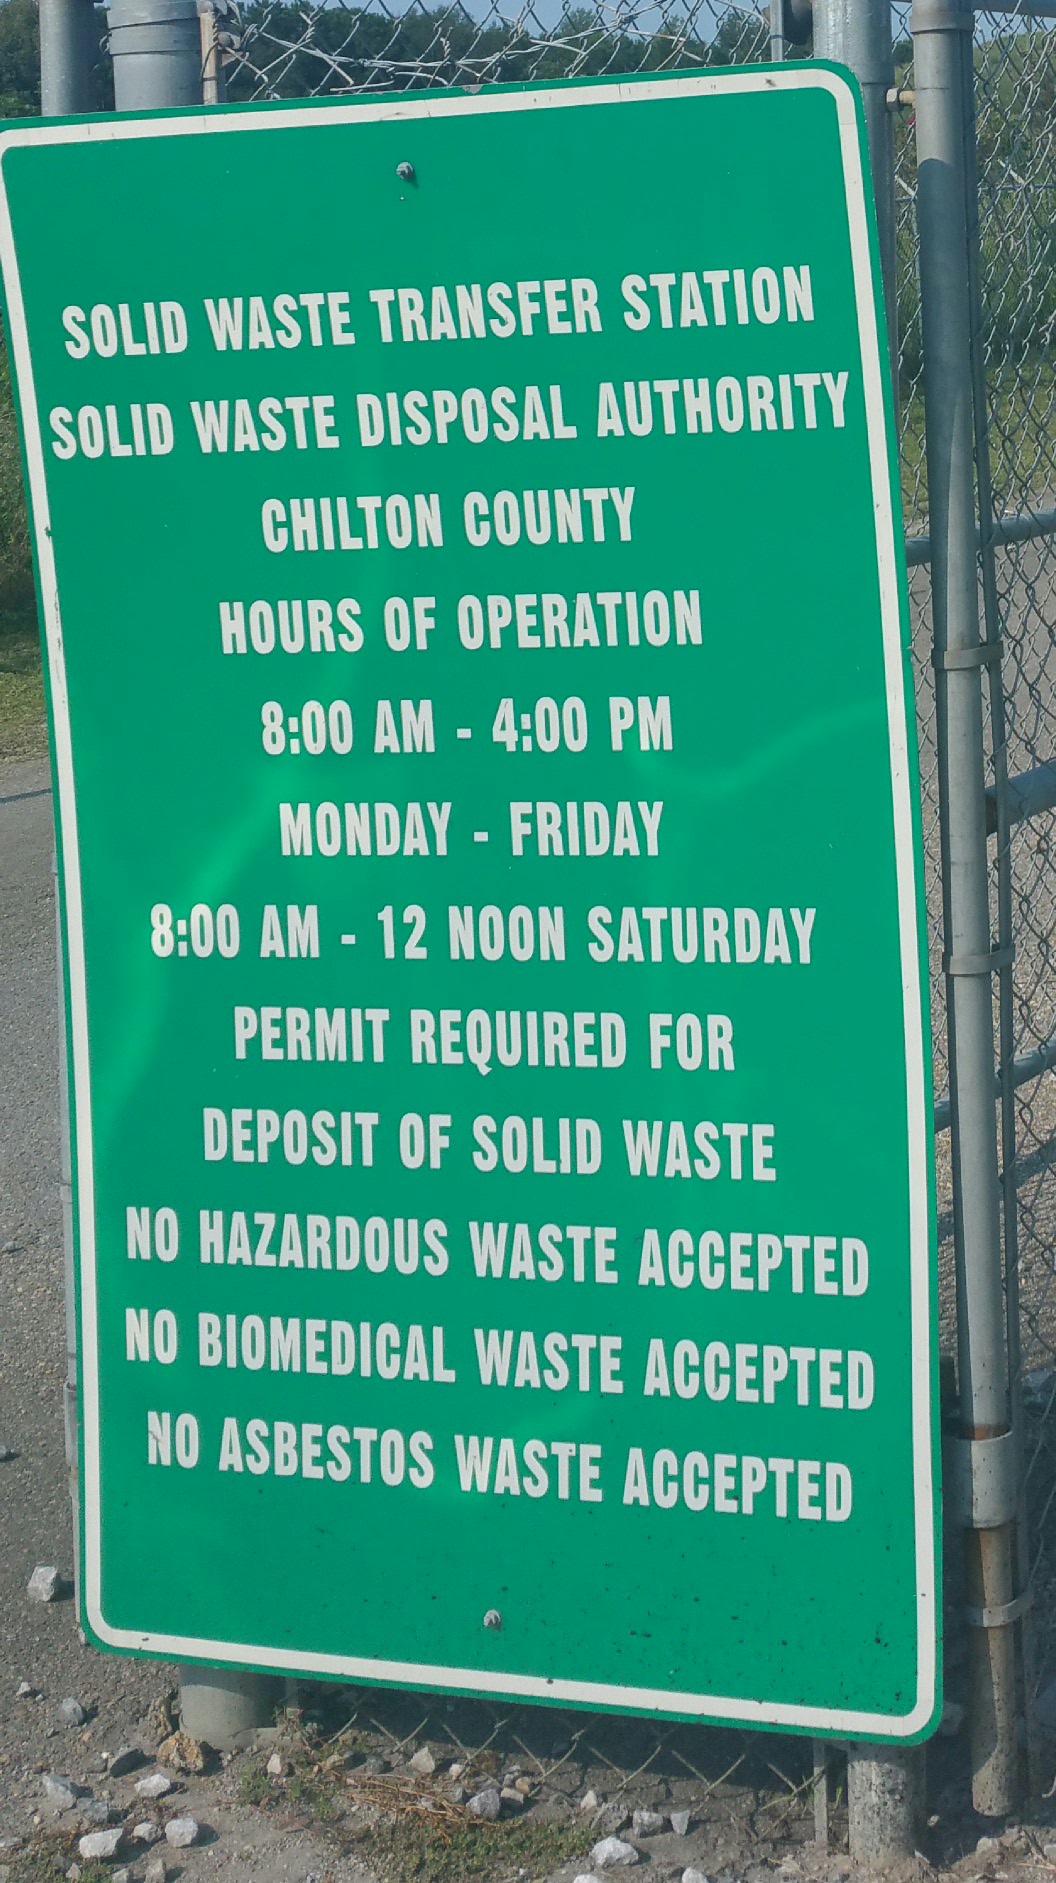 SOLID WASTE TRANSFER STATION
SOLID WASTE DISPOSAL AUTHORITY
CHILTON COUNTY
HOURS OF OPERATION
8:00 AM - 4:00 PM
MONDAY - FRIDAY
8:00 AM - 12 NOON SATURDAY
PERMIT REQUIRED FOR
DEPOSIT OF SOLID WASTE
NO HAZARDOUS WASTE ACCEPTED
NO BIOMEDICAL WASTE ACCEPTED
NO ASBESTOS WASTE ACCEPTED